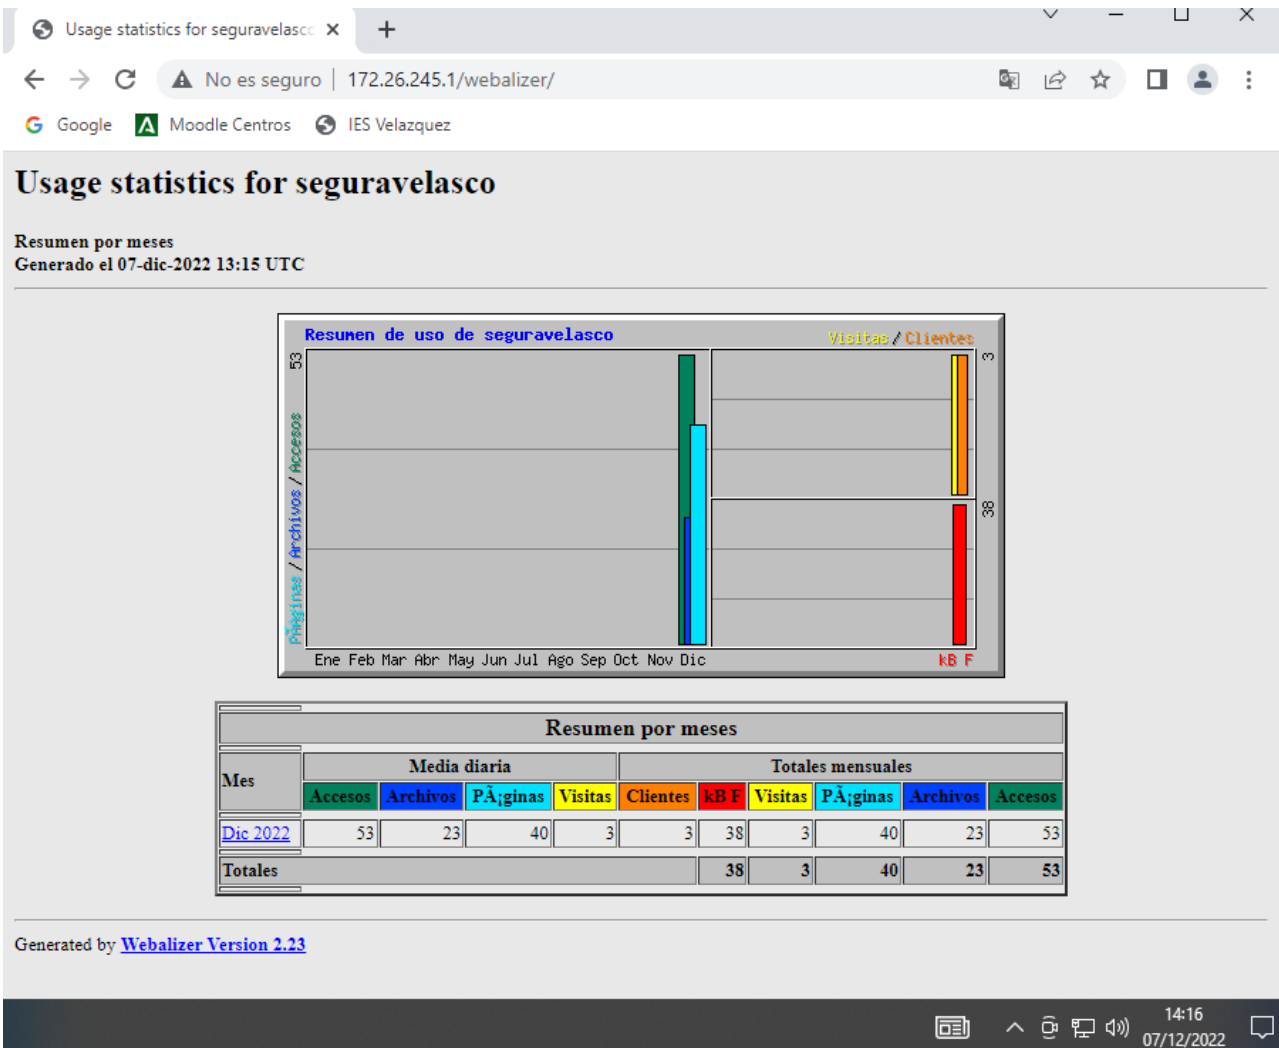 Usage statistics for seguravelasco
No es seguro | 172.26.245.1/webalizer/
Google Moodle Centros IES Velazquez
Usage statistics for seguravelasco
Resumen por meses
Generado el 07-dic-2022 13:15 UTC
Resumen de uso de seguravelasco
Visitas / Clientes
53
3
PÃ¡ginas / Archivos / Accesos
38
Ene Feb Mar Abr May Jun Jul Ago Sep Oct Nov Dic
kB F
Resumen por meses
Mes Media diaria Totales mensuales
Accesos Archivos PÃ¡ginas Visitas Clientes kB F Visitas PÃ¡ginas Archivos Accesos
Dic 2022 53 23 40 3 3 38 3 40 23 53
Totales 38 3 40 23 53
Generated by Webalizer Version 2.23
14:16
07/12/2022